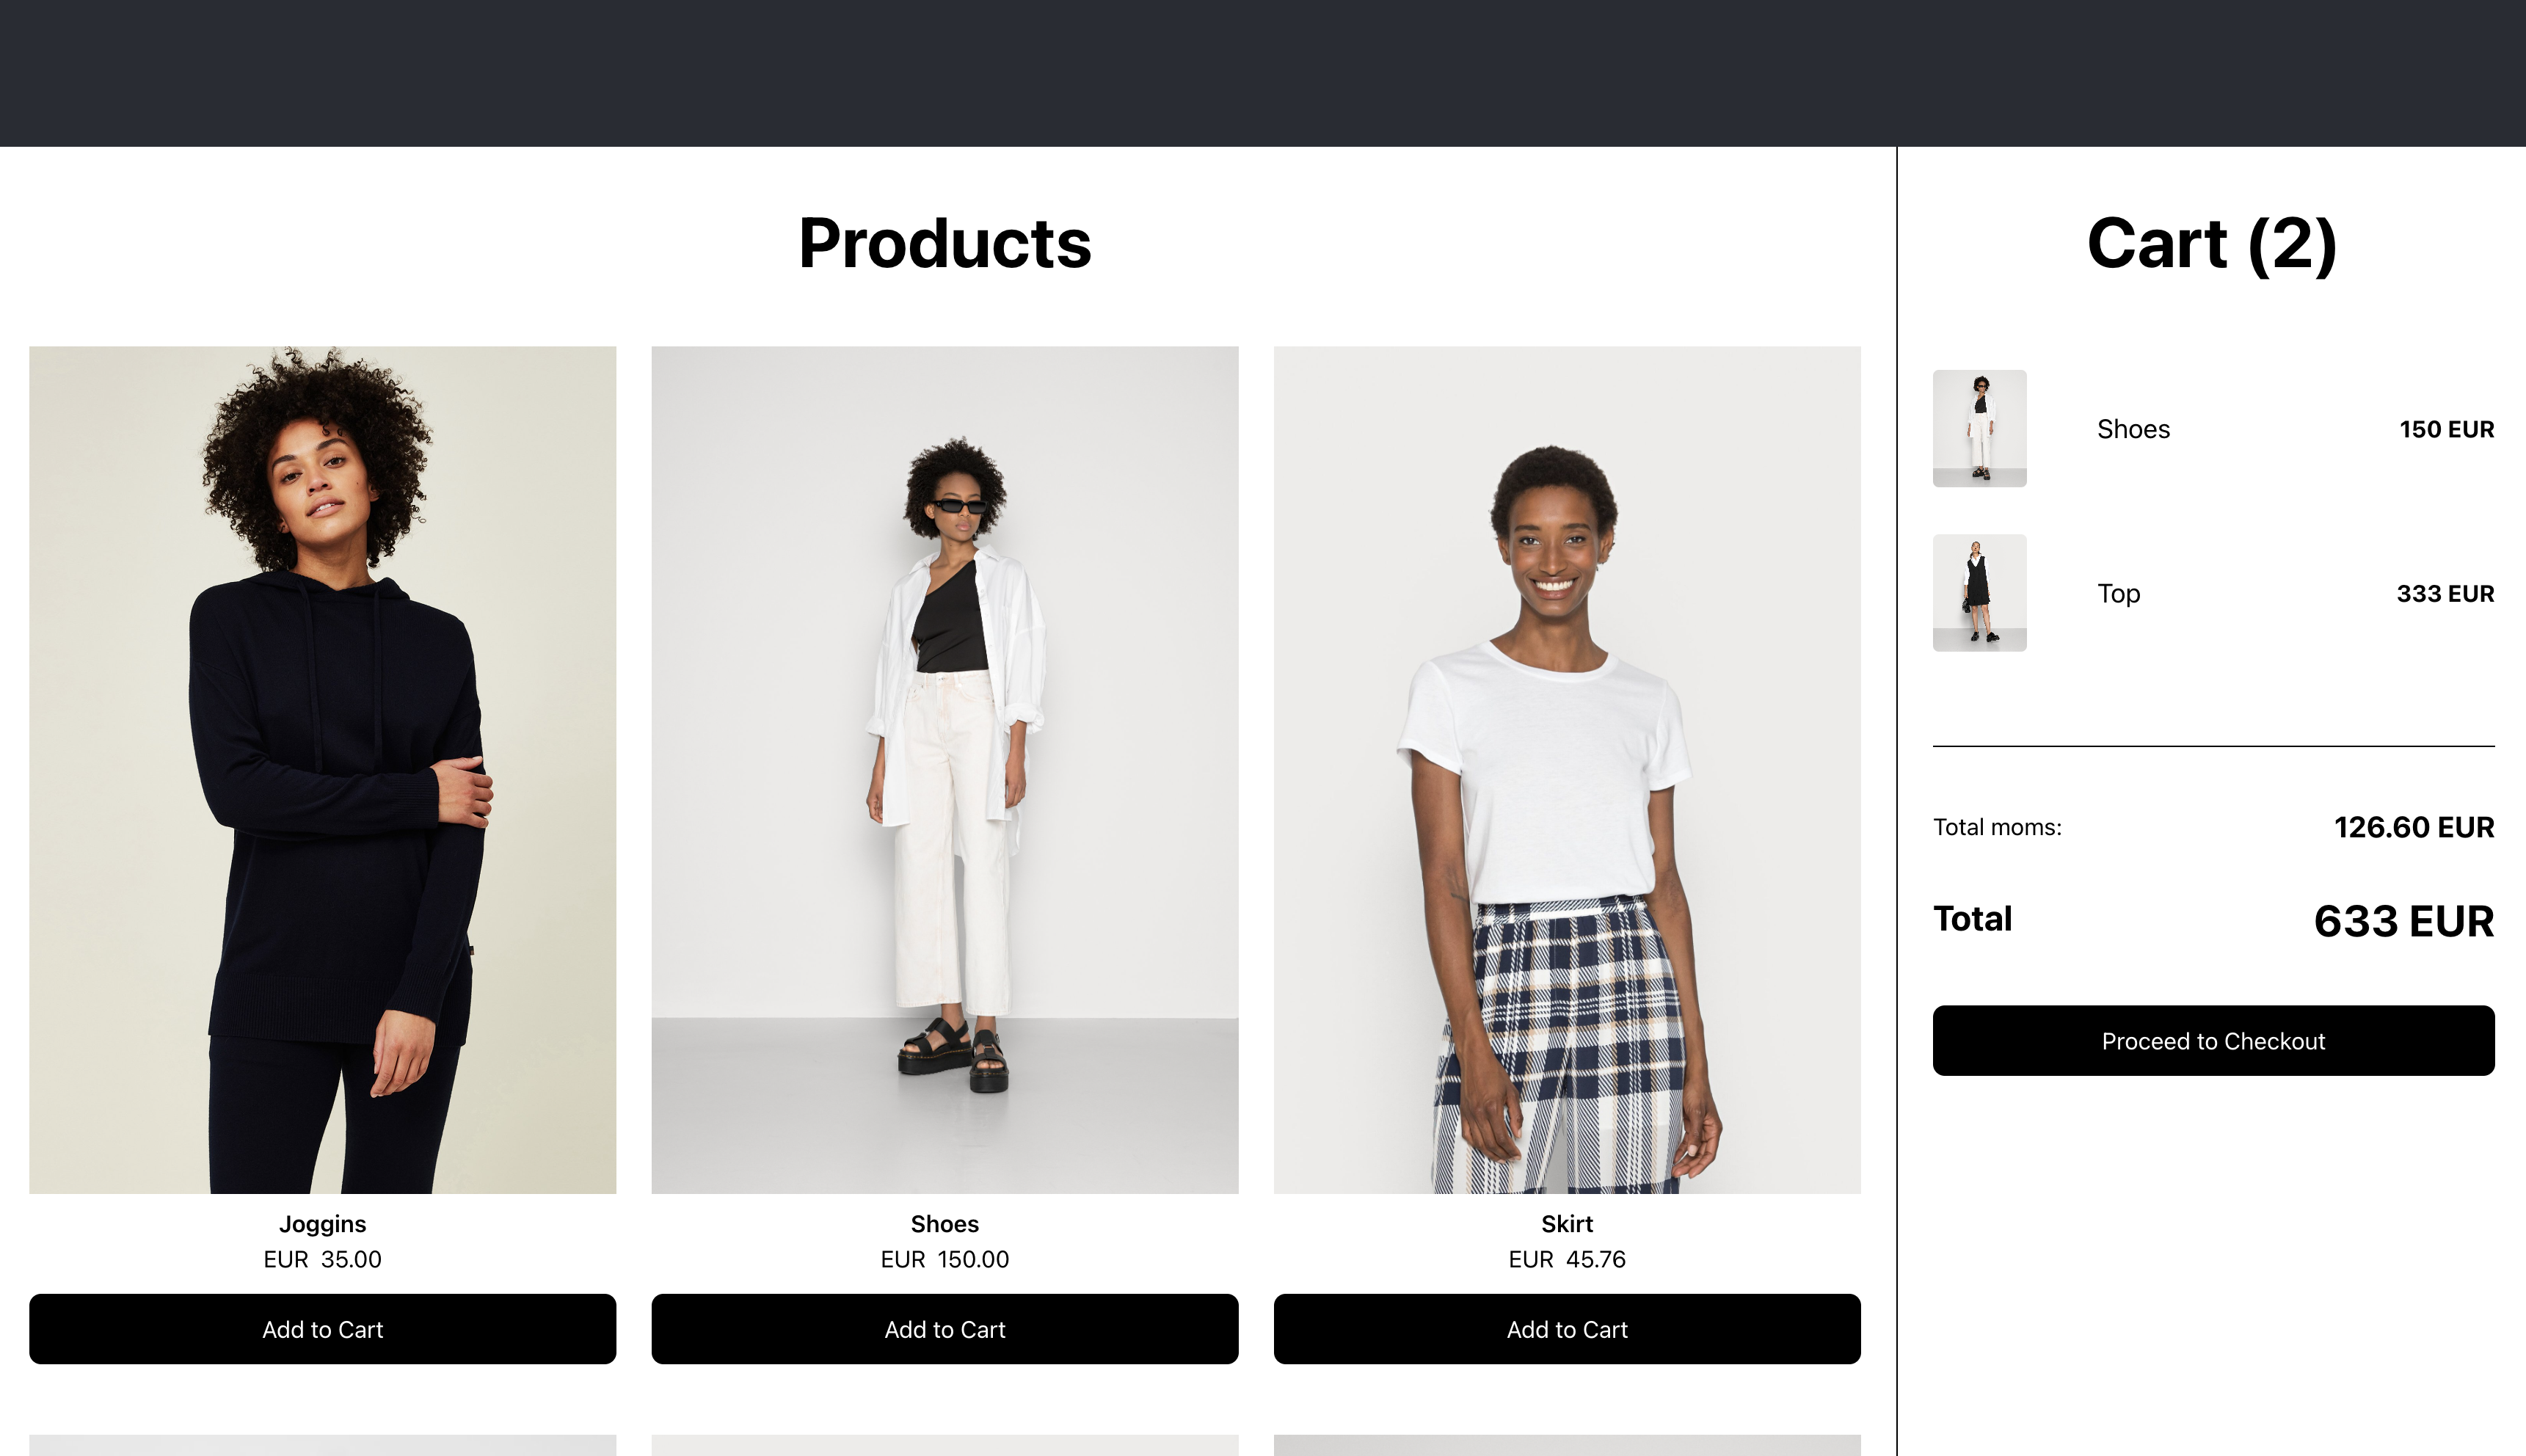 Products
Joggins
EUR 35.00
Add to Cart
Shoes
EUR 150.00
Add to Cart
Skirt
EUR 45.76
Add to Cart
Cart (2)
Shoes
150 EUR
Top
333 EUR
Total moms:
126.60 EUR
Total
633 EUR
Proceed to Checkout